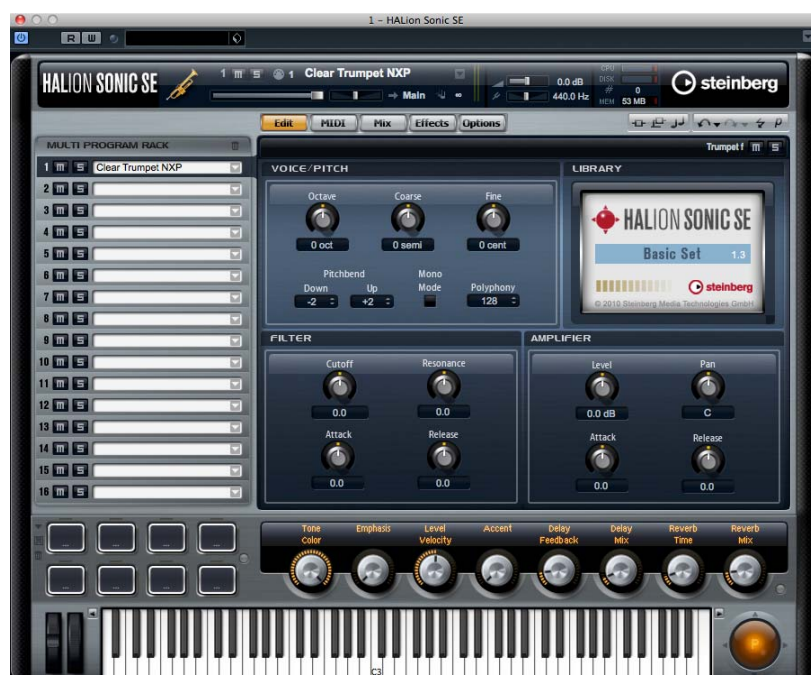 1 – HALion Sonic SE
R W
HALION SONIC SE
1 m S 1 Clear Trumpet NXP
Main
0.0 dB
440.0 Hz
CPU
DISK
# 0
MEM 53 MB
steinberg
Edit MIDI Mix Effects Options
MULTI PROGRAM RACK
Trumpet f m S
1 m S Clear Trumpet NXP
2 m S
3 m S
4 m S
5 m S
6 m S
7 m S
8 m S
9 m S
10 m S
11 m S
12 m S
13 m S
14 m S
15 m S
16 m S
VOICE/PITCH
Octave Coarse Fine
0 oct 0 semi 0 cent
Pitchbend
Down Up
-2 +2
Mono
Mode
Polyphony
128
LIBRARY
HALION SONIC SE
Basic Set 1.3
steinberg
© 2010 Steinberg Media Technologies GmbH
FILTER
Cutoff Resonance
0.0 0.0
Attack Release
0.0 0.0
AMPLIFIER
Level Pan
0.0 dB C
Attack Release
0.0 0.0
... ... ... ...
... ... ... ...
Tone
Color
Emphasis
Level
Velocity
Accent
Delay
Feedback
Delay
Mix
Reverb
Time
Reverb
Mix
C3
P